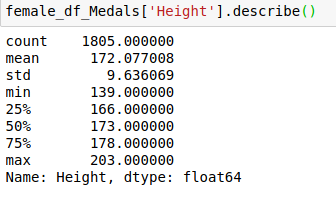 female_df_Medals['Height'].describe()
count    1805.000000
mean      172.077008
std         9.636069
min       139.000000
25%       166.000000
50%       173.000000
75%       178.000000
max       203.000000
Name: Height, dtype: float64